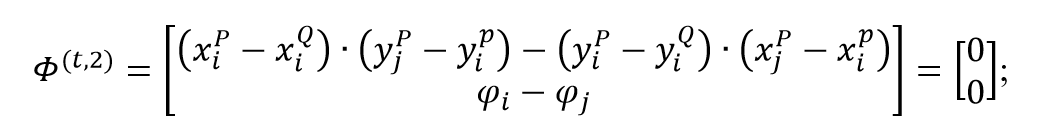 𝛷⁽ᵗ,²⁾ = [(x_i^P − x_i^Q) · (y_j^P − y_i^p) − (y_i^P − y_i^Q) · (x_j^P − x_i^p)
φ_i − φ_j] = [0
0];